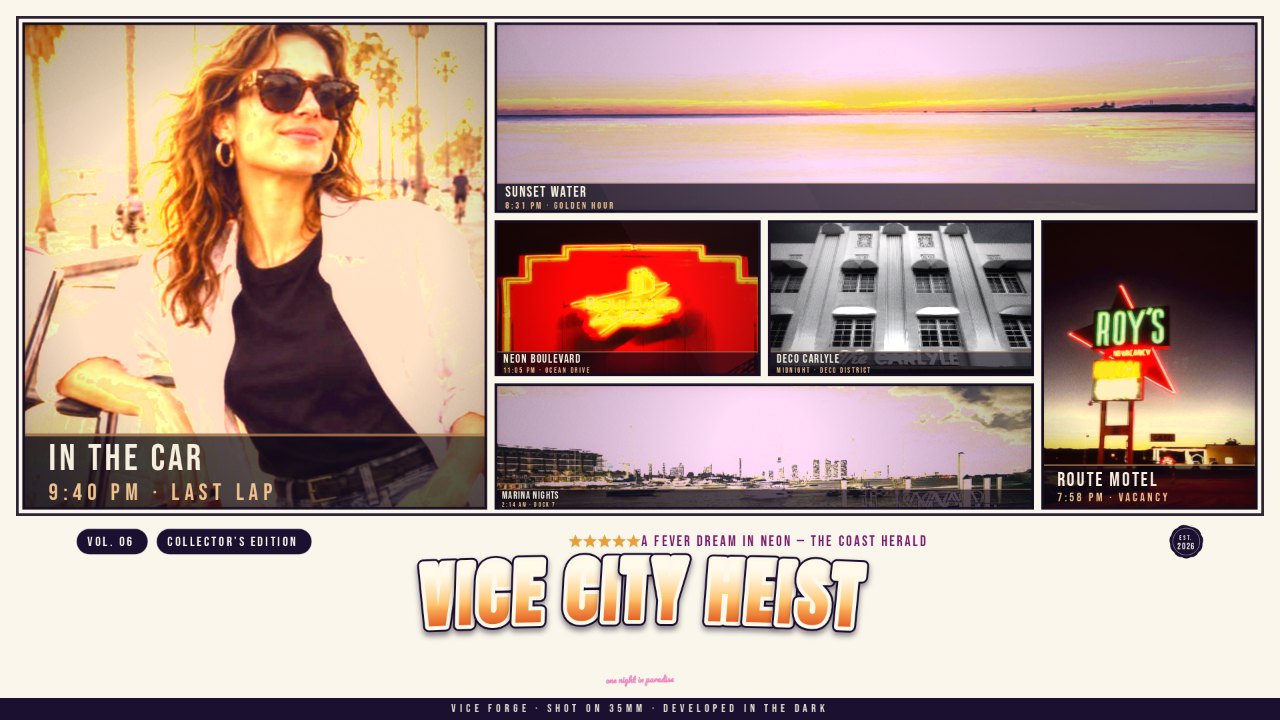 IN THE CAR
9:40 PM · LAST LAP
SUNSET WATER
8:31 PM · GOLDEN HOUR
NEON BOULEVARD
11:05 PM · OCEAN DRIVE
DECO CARLYLE
MIDNIGHT · DECO DISTRICT
CARLYLE
MARINA NIGHTS
2:14 AM · DOCK 7
ROY'S
VACANCY
ROUTE MOTEL
7:58 PM · VACANCY
VOL. 06
COLLECTOR'S EDITION
★★★★★A FEVER DREAM IN NEON — THE COAST HERALD
EST.
2026
VICE CITY HEIST
one night in paradise
VICE FORGE · SHOT ON 35MM · DEVELOPED IN THE DARK